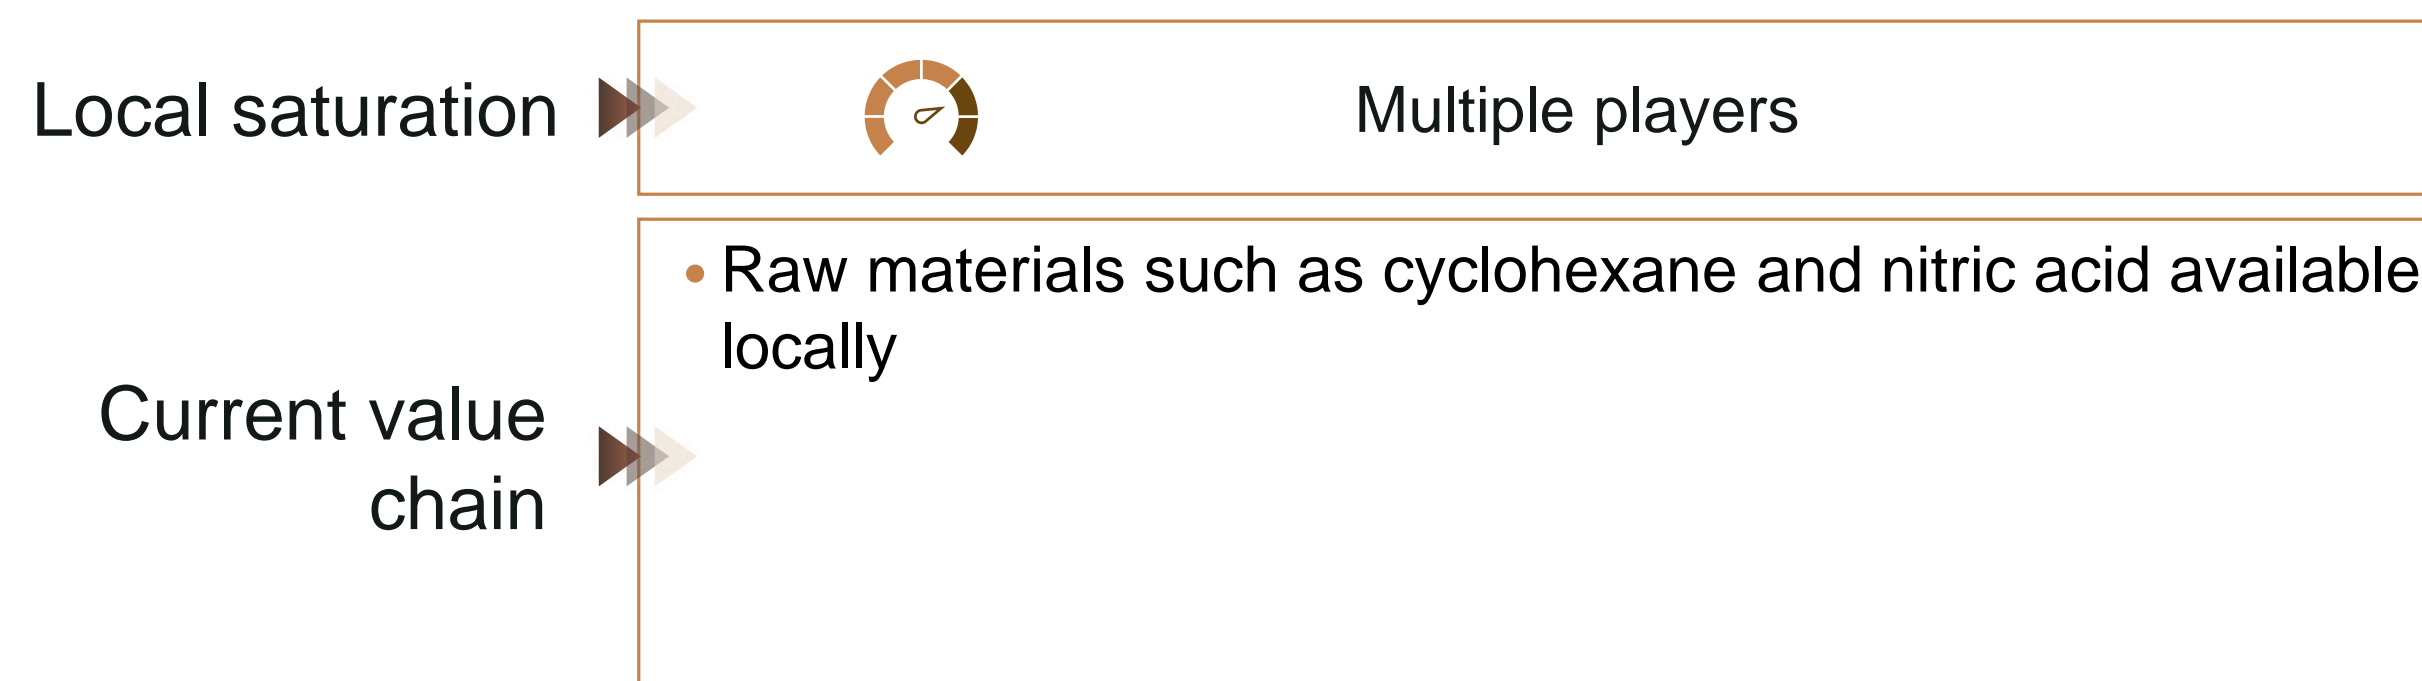 Local saturation
Multiple players
• Raw materials such as cyclohexane and nitric acid available
locally
Current value
chain